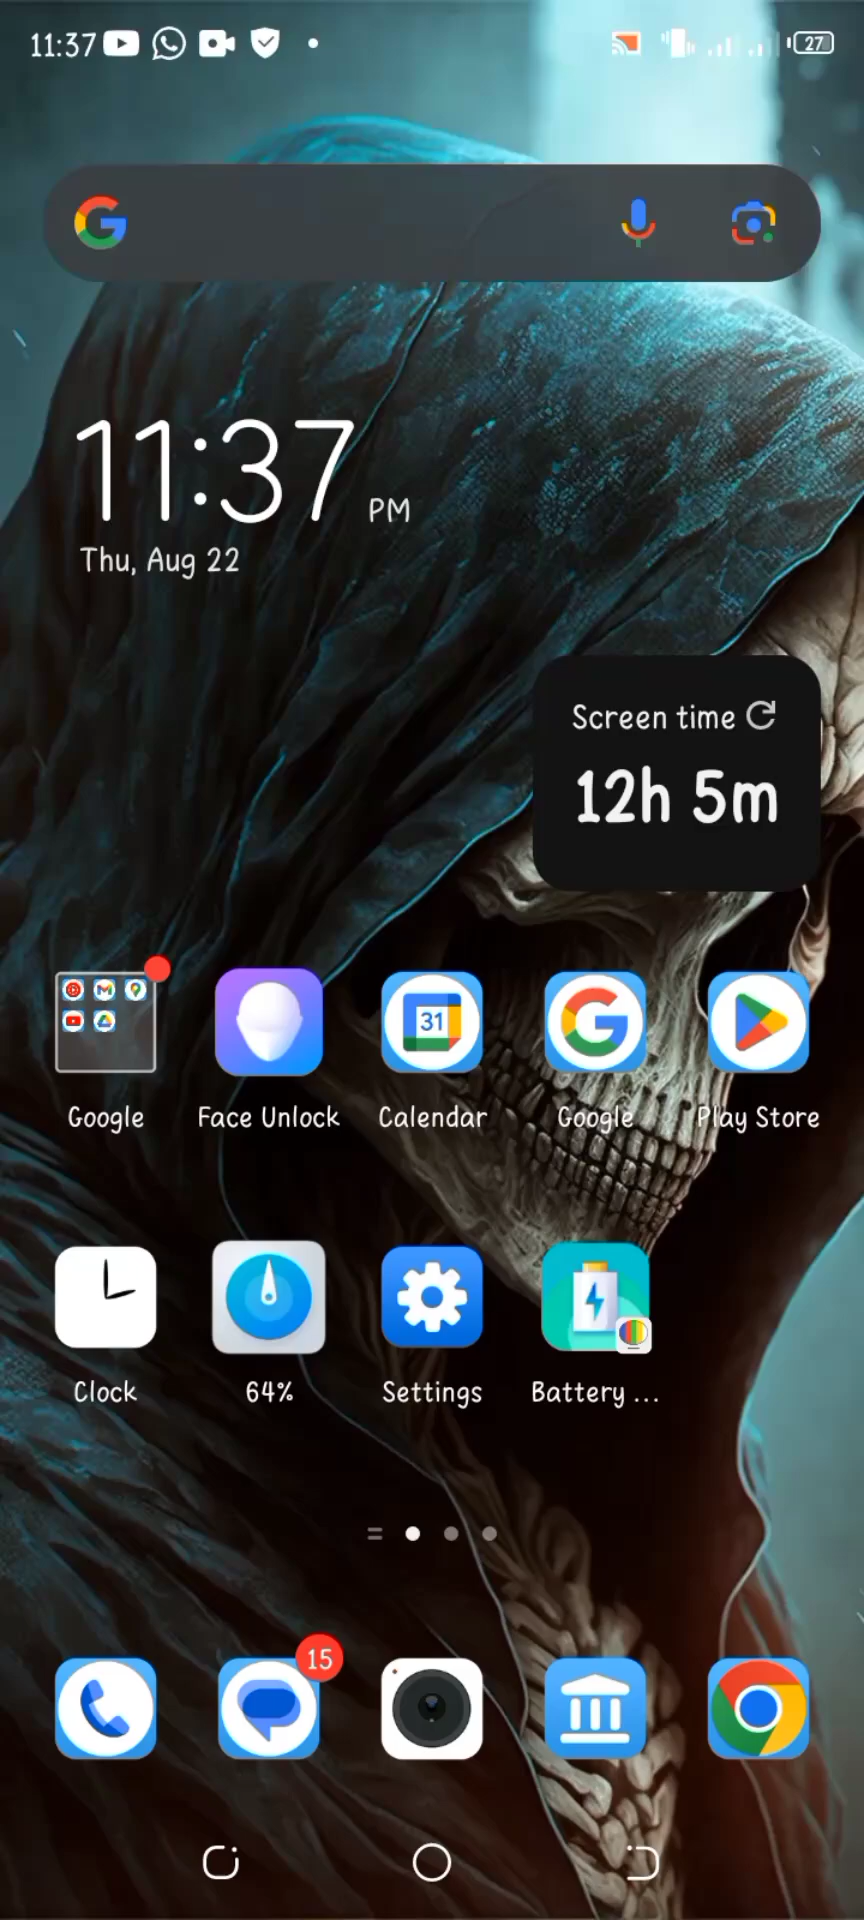 11:37
27
11:37 PM
Thu, Aug 22
Screen time
12h 5m
31
Google
Face Unlock
Calendar
Google
Play Store
Clock
64%
Settings
Battery ...
15